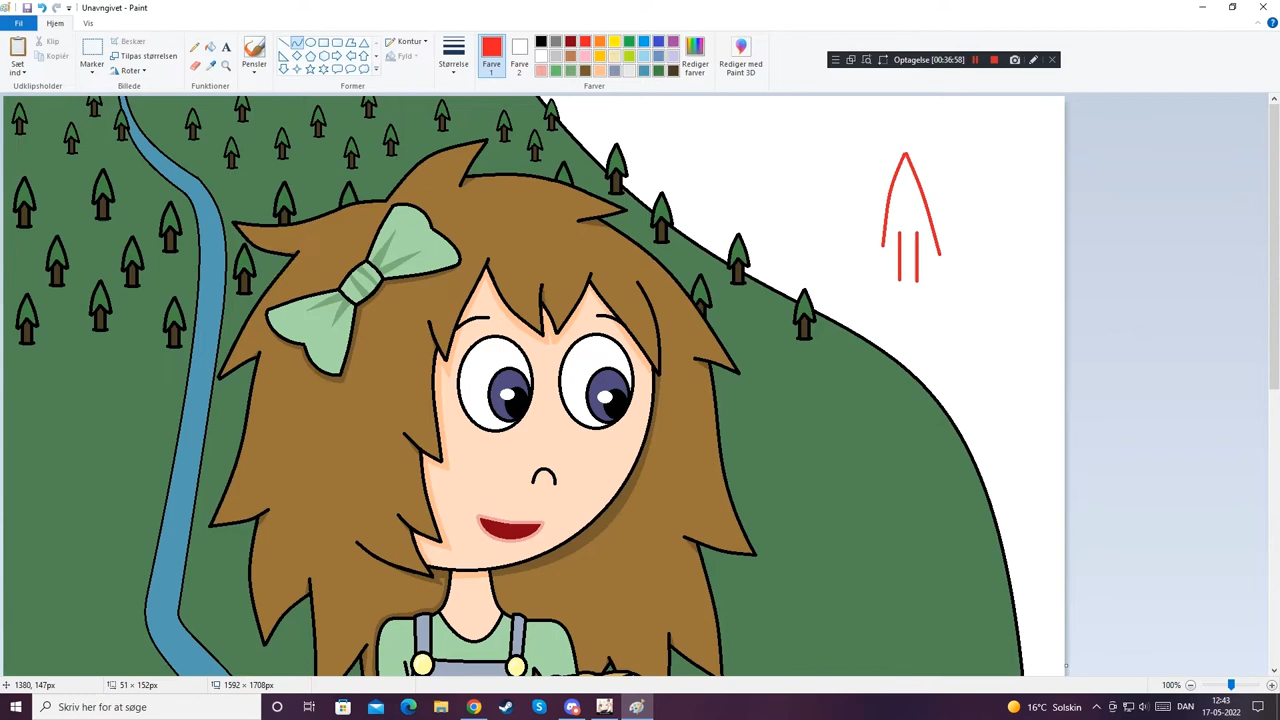 Unavngivet - Paint
Fil Hjem Vis
Sæt ind
Klip
Kopiér
Udklipsholder
Marker
Beskær
Tilpas størrelsen
Roter
Billede
A
Funktioner
Pensler
Kontur
Fyld
Former
Størrelse
Farve 1
Farve 2
Farver
Rediger farver
Rediger med Paint 3D
Optagelse [00:36:58]
1380, 147px
51 × 152px
1592 × 1708px
100%
Skriv her for at søge
16°C Solskin
DAN
12:43
17-05-2022